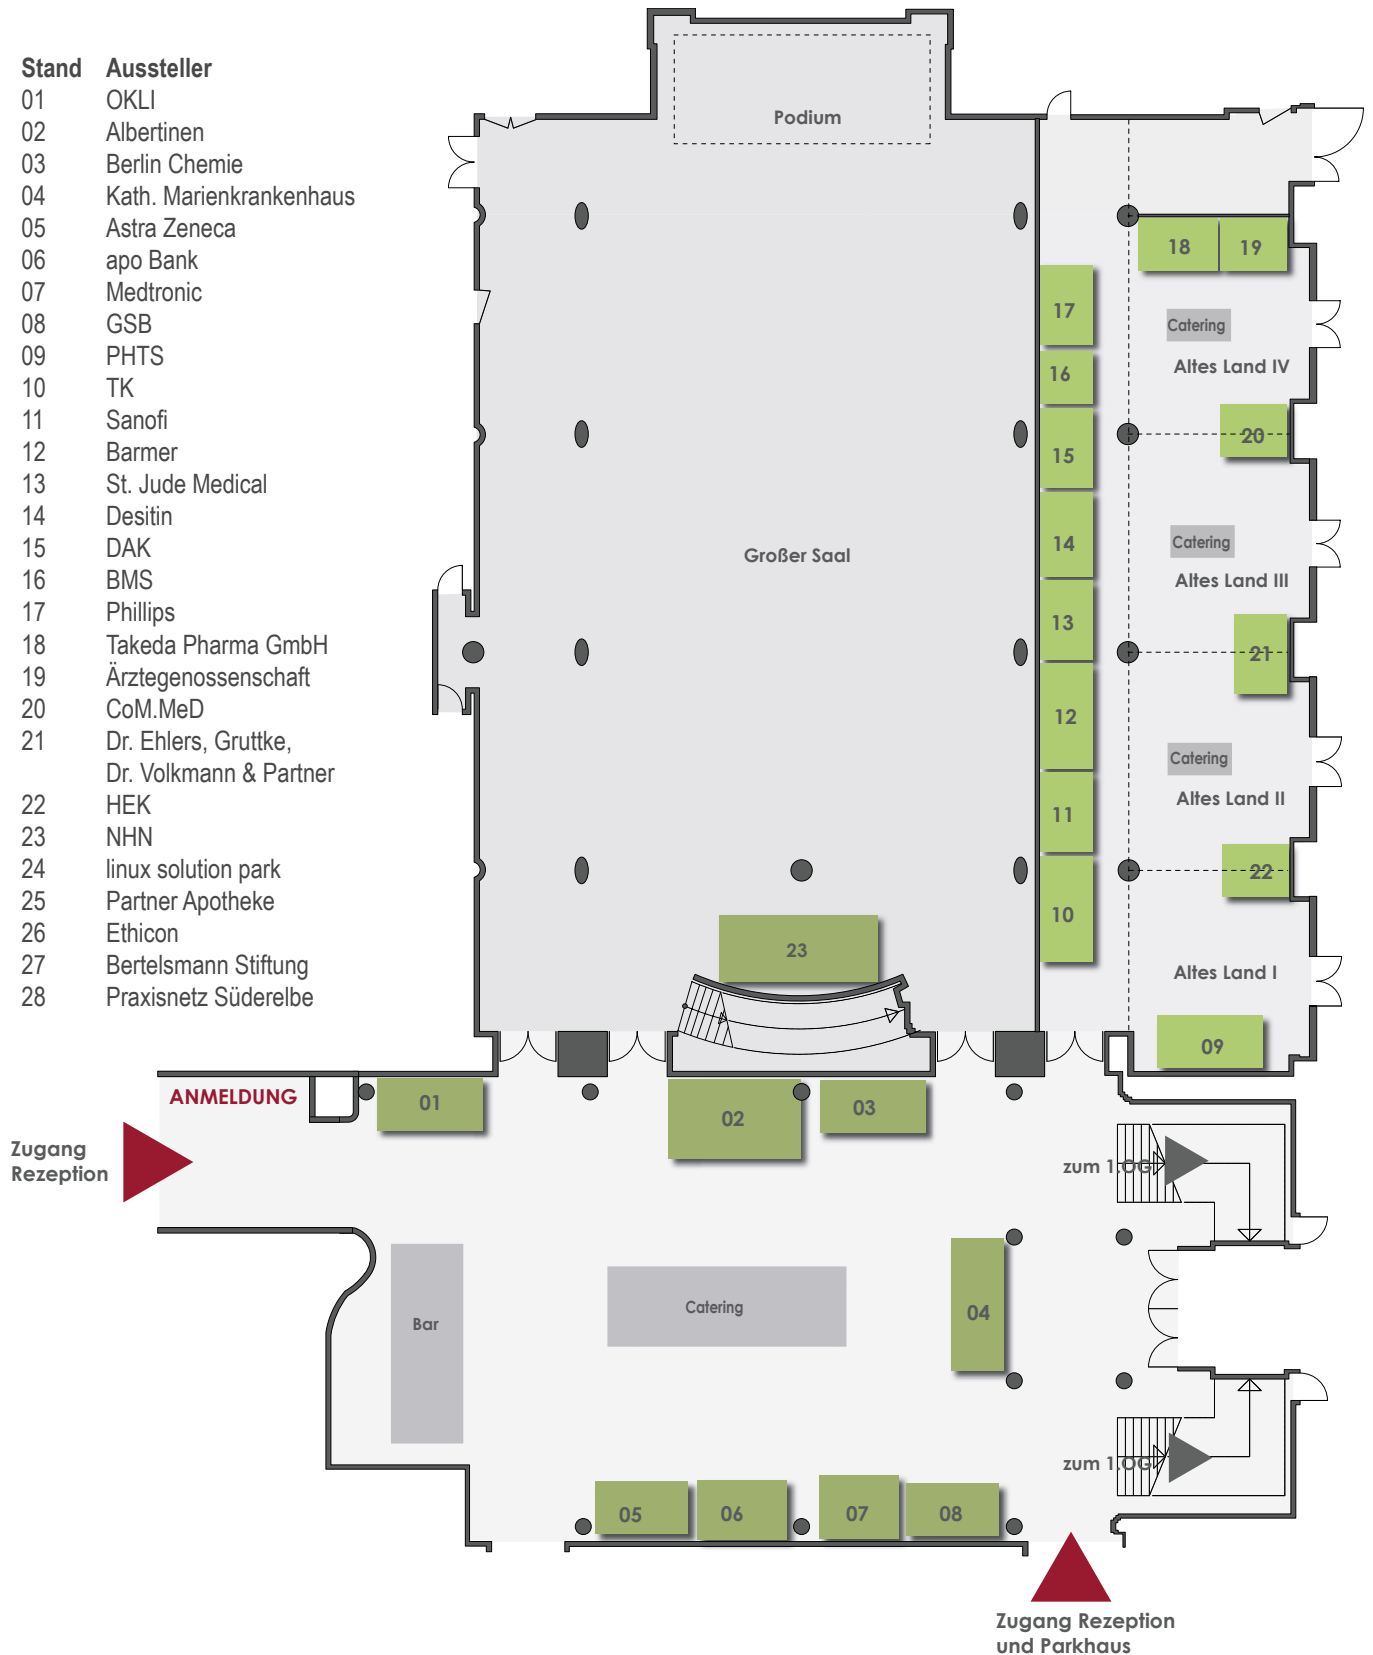 Stand Aussteller
01 OKLI
02 Albertinen
03 Berlin Chemie
04 Kath. Marienkrankenhaus
05 Astra Zeneca
06 apo Bank
07 Medtronic
08 GSB
09 PHTS
10 TK
11 Sanofi
12 Barmer
13 St. Jude Medical
14 Desitin
15 DAK
16 BMS
17 Phillips
18 Takeda Pharma GmbH
19 Ärztegenossenschaft
20 CoM.MeD
21 Dr. Ehlers, Gruttke,
Dr. Volkmann & Partner
22 HEK
23 NHN
24 linux solution park
25 Partner Apotheke
26 Ethicon
27 Bertelsmann Stiftung
28 Praxisnetz Süderelbe
Podium
18
19
17
Catering
Altes Land IV
16
20
15
14
Catering
Großer Saal
Altes Land III
13
21
12
Catering
Altes Land II
11
22
10
23
Altes Land I
09
ANMELDUNG
01
02
03
Zugang
Rezeption
zum 1.OG
Bar
Catering
04
zum 1.OG
05
06
07
08
Zugang Rezeption
und Parkhaus